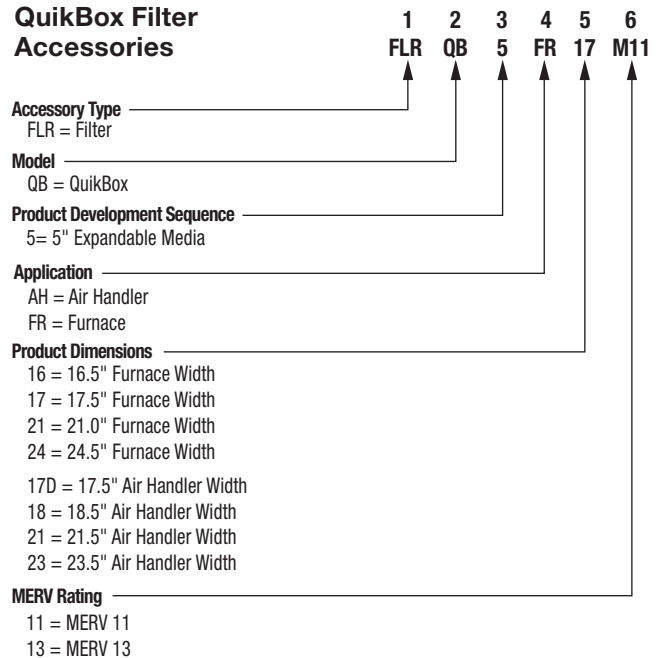 QuikBox Filter
Accessories
1 2 3 4 5 6
FLR QB 5 FR 17 M11
Accessory Type
FLR = Filter
Model
QB = QuikBox
Product Development Sequence
5= 5" Expandable Media
Application
AH = Air Handler
FR = Furnace
Product Dimensions
16 = 16.5" Furnace Width
17 = 17.5" Furnace Width
21 = 21.0" Furnace Width
24 = 24.5" Furnace Width
17D = 17.5" Air Handler Width
18 = 18.5" Air Handler Width
21 = 21.5" Air Handler Width
23 = 23.5" Air Handler Width
MERV Rating
11 = MERV 11
13 = MERV 13